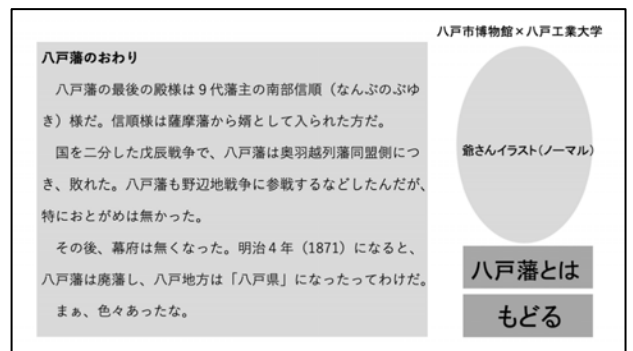 八戸市博物館×八戸工業大学
八戸藩のおわり
八戸藩の最後の殿様は９代藩主の南部信順（なんぶのぶゆ
き）様だ。信順様は薩摩藩から婿として入られた方だ。
国を二分した戊辰戦争で、八戸藩は奥羽越列藩同盟側につ
き、敗れた。八戸藩も野辺地戦争に参戦するなどしたんだが、
特におとがめは無かった。
その後、幕府は無くなった。明治４年（1871）になると、
八戸藩は廃藩し、八戸地方は「八戸県」になったってわけだ。
まぁ、色々あったな。
爺さんイラスト（ノーマル）
八戸藩とは
もどる